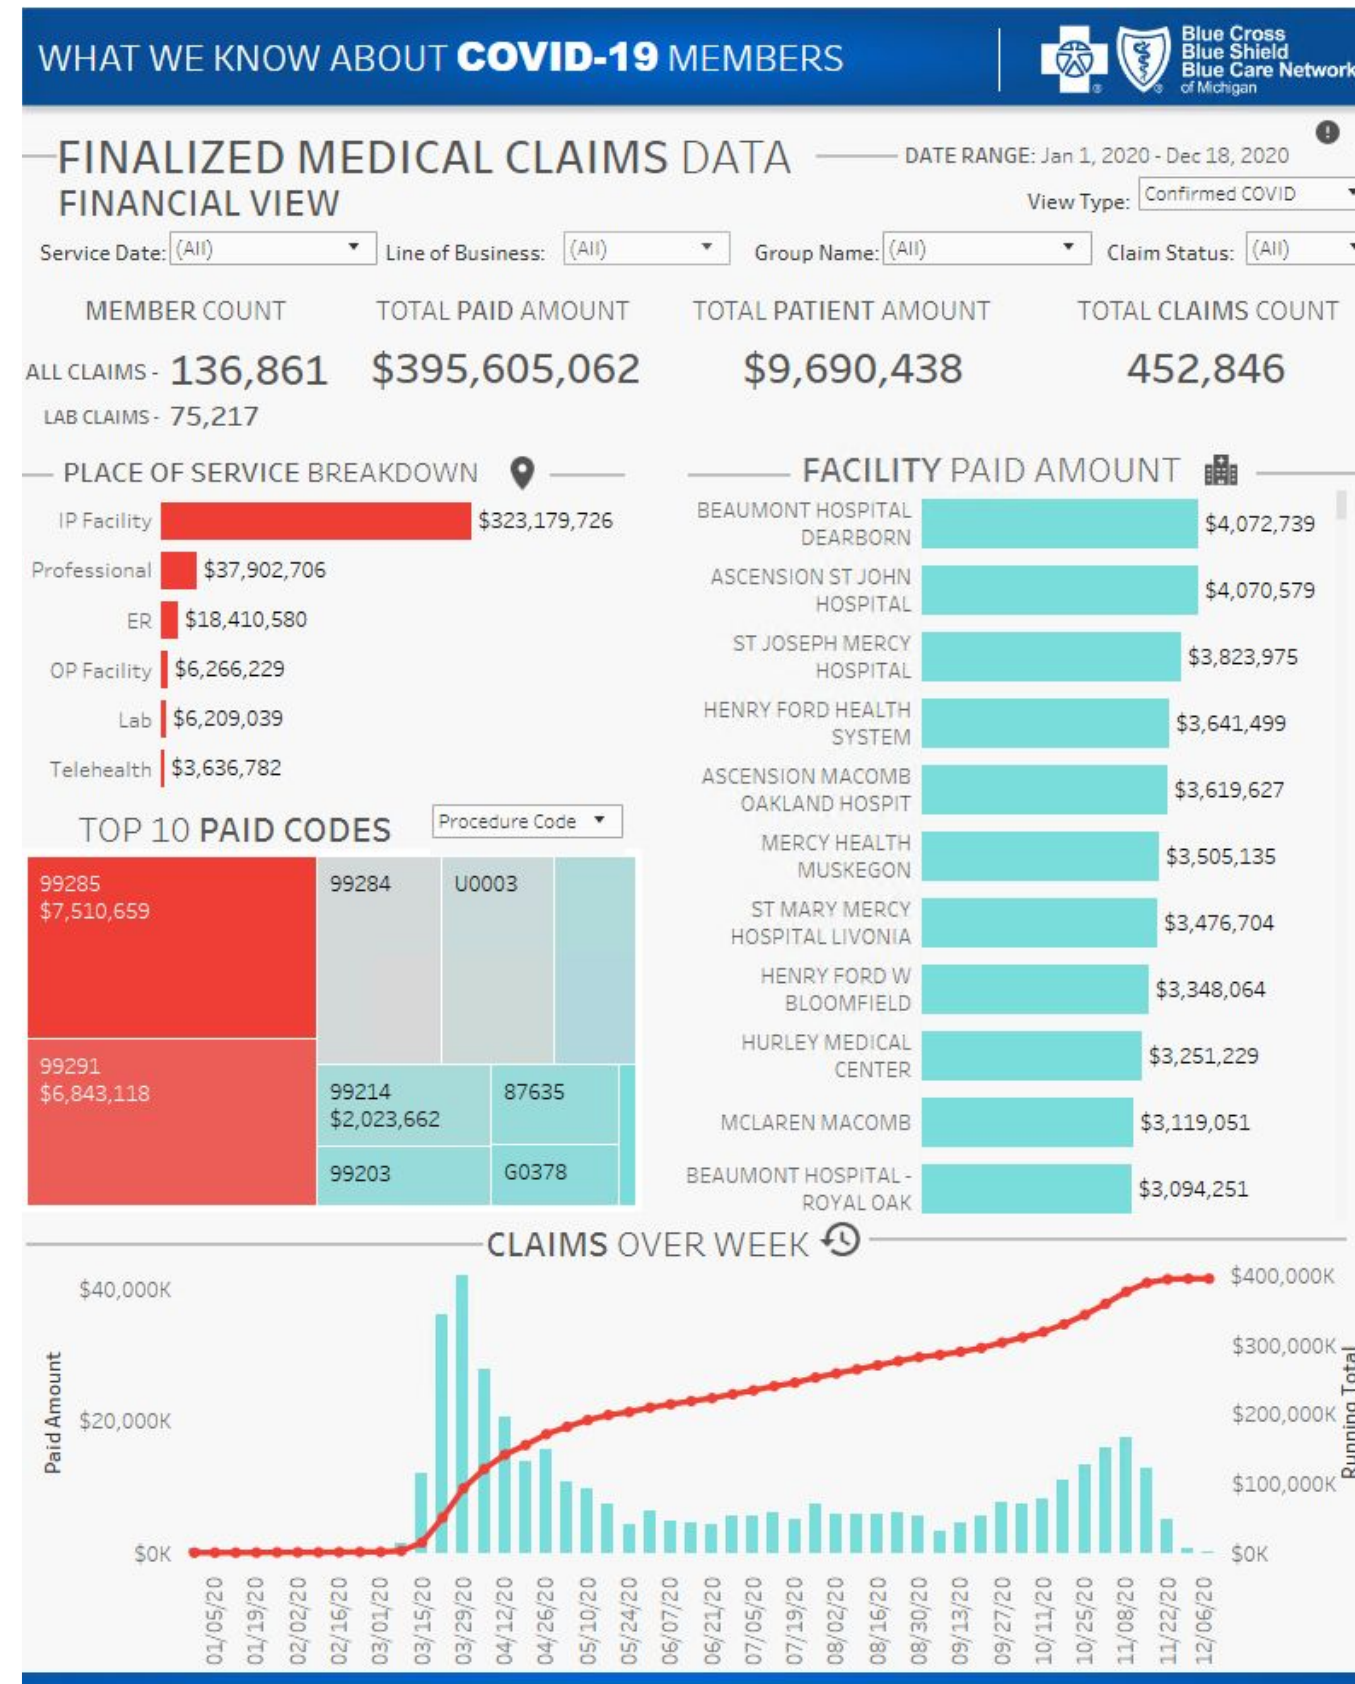 WHAT WE KNOW ABOUT COVID-19 MEMBERS
Blue Cross
Blue Shield
Blue Care Network
of Michigan
FINALIZED MEDICAL CLAIMS DATA
FINANCIAL VIEW
DATE RANGE: Jan 1, 2020 - Dec 18, 2020
View Type: Confirmed COVID
Service Date: (All)
Line of Business: (All)
Group Name: (All)
Claim Status: (All)
MEMBER COUNT
ALL CLAIMS - 136,861
LAB CLAIMS - 75,217
TOTAL PAID AMOUNT
$395,605,062
TOTAL PATIENT AMOUNT
$9,690,438
TOTAL CLAIMS COUNT
452,846
PLACE OF SERVICE BREAKDOWN
IP Facility $323,179,726
Professional $37,902,706
ER $18,410,580
OP Facility $6,266,229
Lab $6,209,039
Telehealth $3,636,782
TOP 10 PAID CODES
Procedure Code
99285
$7,510,659
99291
$6,843,118
99284
U0003
99214
$2,023,662
87635
99203
G0378
FACILITY PAID AMOUNT
BEAUMONT HOSPITAL
DEARBORN
$4,072,739
ASCENSION ST JOHN
HOSPITAL
$4,070,579
ST JOSEPH MERCY
HOSPITAL
$3,823,975
HENRY FORD HEALTH
SYSTEM
$3,641,499
ASCENSION MACOMB
OAKLAND HOSPIT
$3,619,627
MERCY HEALTH
MUSKEGON
$3,505,135
ST MARY MERCY
HOSPITAL LIVONIA
$3,476,704
HENRY FORD W
BLOOMFIELD
$3,348,064
HURLEY MEDICAL
CENTER
$3,251,229
MCLAREN MACOMB
$3,119,051
BEAUMONT HOSPITAL -
ROYAL OAK
$3,094,251
CLAIMS OVER WEEK
Paid Amount
$40,000K
$20,000K
$0K
$400,000K
$300,000K
$200,000K
$100,000K
$0K
Running Total
01/05/20
01/19/20
02/02/20
02/16/20
03/01/20
03/15/20
03/29/20
04/12/20
04/26/20
05/10/20
05/24/20
06/07/20
06/21/20
07/05/20
07/19/20
08/02/20
08/16/20
08/30/20
09/13/20
09/27/20
10/11/20
10/25/20
11/08/20
11/22/20
12/06/20